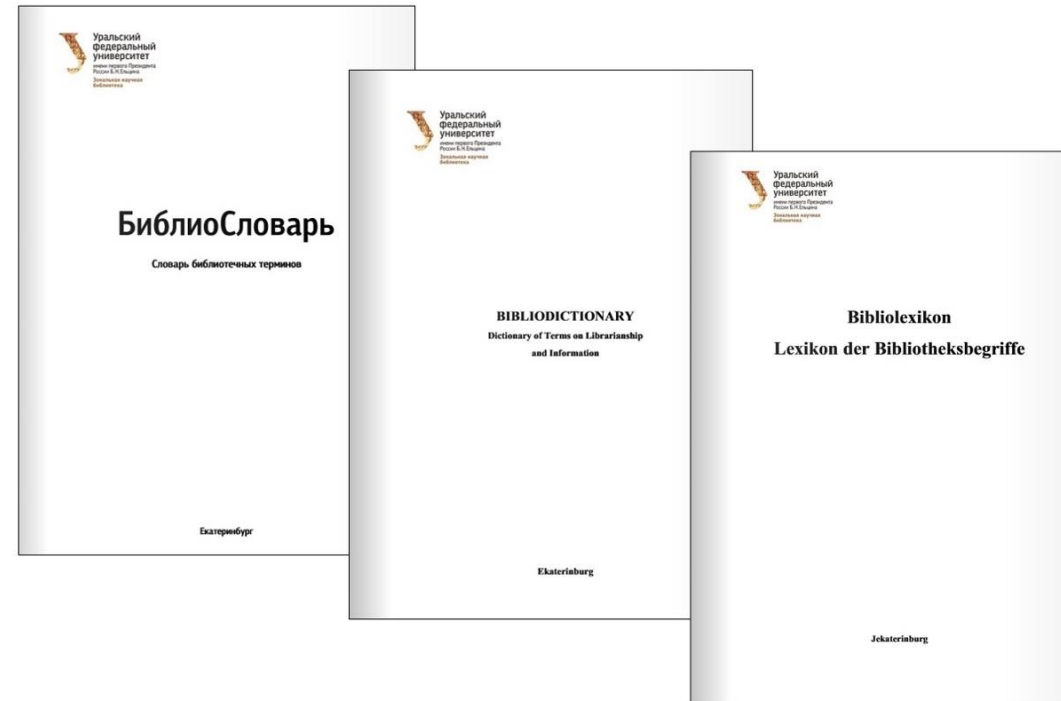 Уральский
федеральный
университет
имени первого Президента
России Б.Н.Ельцина
Зональная научная
библиотека
БиблиоСловарь
Словарь библиотечных терминов
Екатеринбург
Уральский
федеральный
университет
имени первого Президента
России Б.Н.Ельцина
Зональная научная
библиотека
BIBLIODICTIONARY
Dictionary of Terms on Librarianship
and Information
Ekaterinburg
Уральский
федеральный
университет
имени первого Президента
России Б.Н.Ельцина
Зональная научная
библиотека
Bibliolexikon
Lexikon der Bibliotheksbegriffe
Jekaterinburg